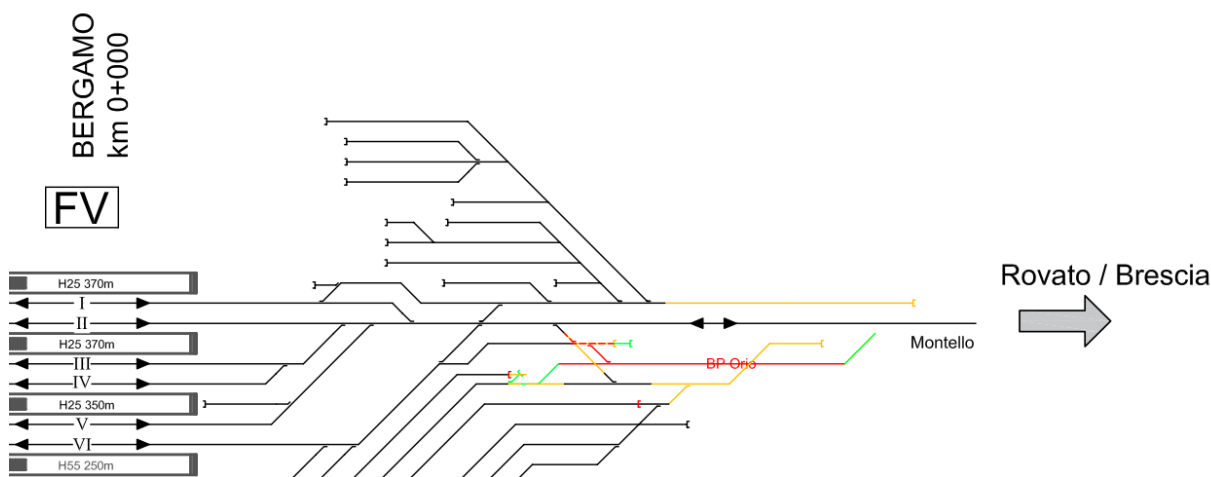 BERGAMO
km 0+000
FV
H25 370m
I
II
H25 370m
III
IV
H25 350m
V
VI
H55 250m
Rovato / Brescia
Montello
BP Orio